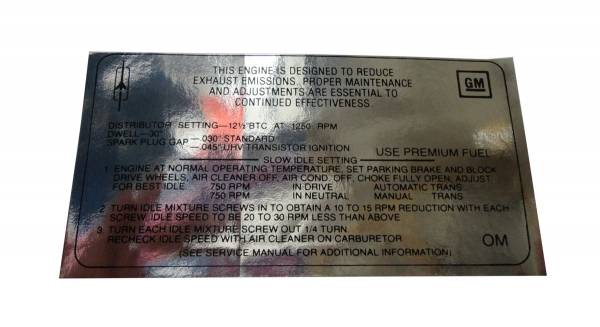 THIS ENGINE IS DESIGNED TO REDUCE
EXHAUST EMISSIONS. PROPER MAINTENANCE
AND ADJUSTMENTS ARE ESSENTIAL TO
CONTINUED EFFECTIVENESS
GM
DISTRIBUTOR SETTING—12½° BTC AT 1250 RPM
DWELL—30°
SPARK PLUG GAP —.030" STANDARD
—.045" UHV TRANSISTOR IGNITION
USE PREMIUM FUEL
SLOW IDLE SETTING
1 ENGINE AT NORMAL OPERATING TEMPERATURE, SET PARKING BRAKE AND BLOCK
DRIVE WHEELS, AIR CLEANER OFF, AIR COND. OFF, CHOKE FULLY OPEN, ADJUST
FOR BEST IDLE 750 RPM IN DRIVE AUTOMATIC TRANS.
750 RPM IN NEUTRAL MANUAL TRANS.
2 TURN IDLE MIXTURE SCREWS IN TO OBTAIN A 10 TO 15 RPM REDUCTION WITH EACH
SCREW IDLE SPEED TO BE 20 TO 30 RPM LESS THAN ABOVE
3 TURN EACH IDLE MIXTURE SCREW OUT 1/4 TURN
RECHECK IDLE SPEED WITH AIR CLEANER ON CARBURETOR
OM
(SEE SERVICE MANUAL FOR ADDITIONAL INFORMATION)